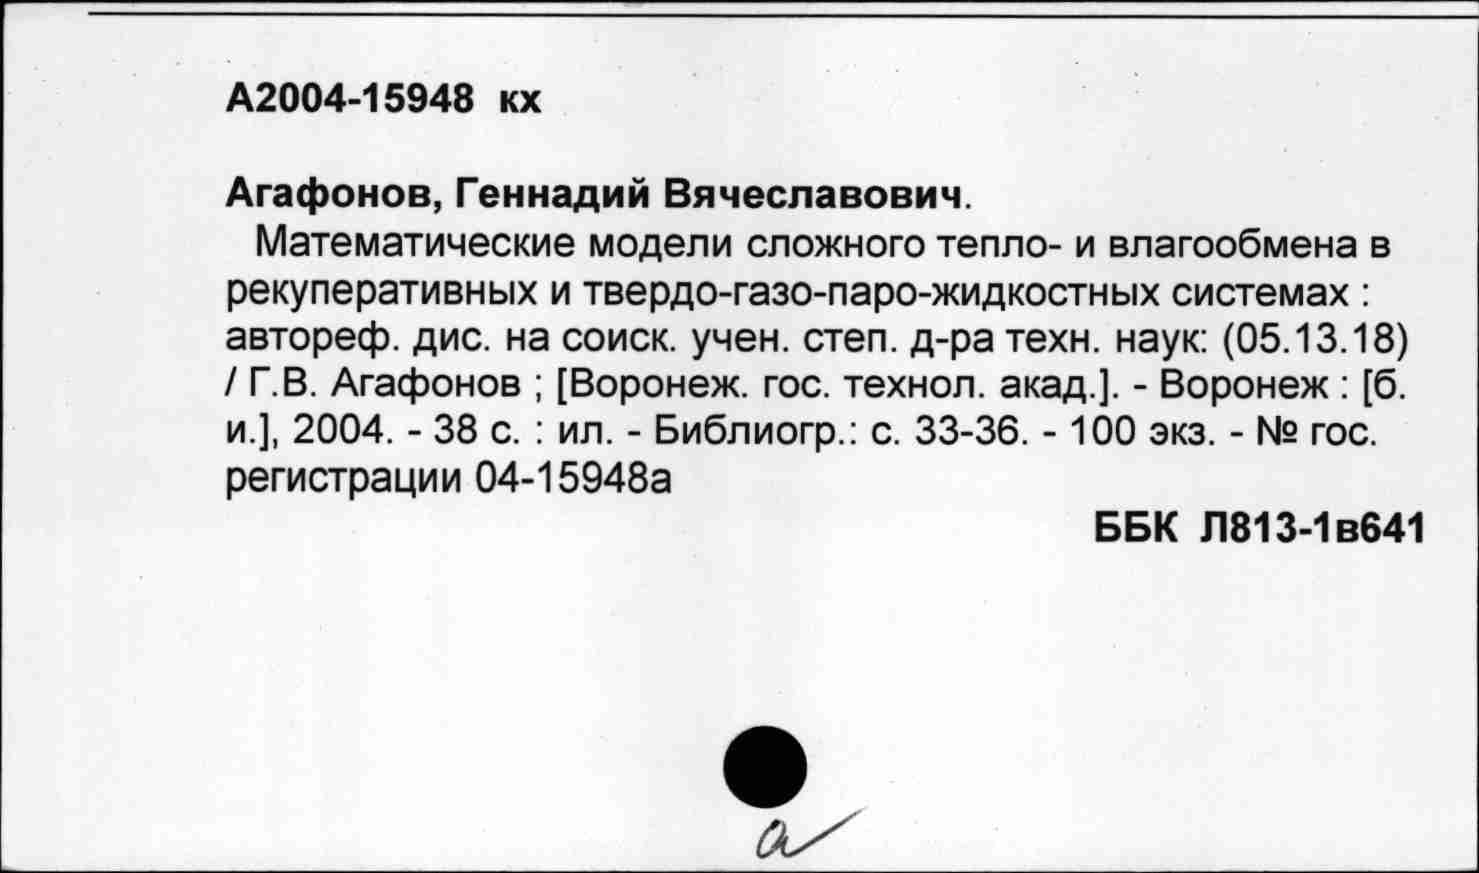 А2004-15948 кх
Агафонов, Геннадий Вячеславович.
Математические модели сложного тепло- и влагообмена в
рекуперативных и твердо-газо-паро-жидкостных системах :
автореф. дис. на соиск. учен. степ. д-ра техн. наук: (05.13.18)
/ Г.В. Агафонов ; [Воронеж. гос. технол. акад.]. - Воронеж : [б.
и.], 2004. - 38 с. : ил. - Библиогр.: с. 33-36. - 100 экз. - № гос.
регистрации 04-15948а
ББК Л813-1в641
а